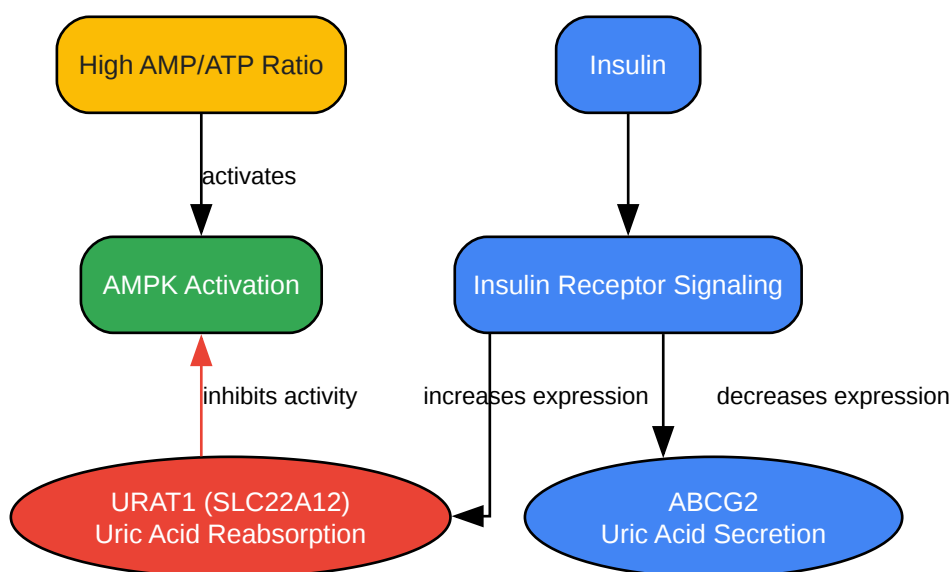 High AMP/ATP Ratio
Insulin
activates
AMPK Activation
Insulin Receptor Signaling
inhibits activity
increases expression
decreases expression
URAT1 (SLC22A12)
Uric Acid Reabsorption
ABCG2
Uric Acid Secretion